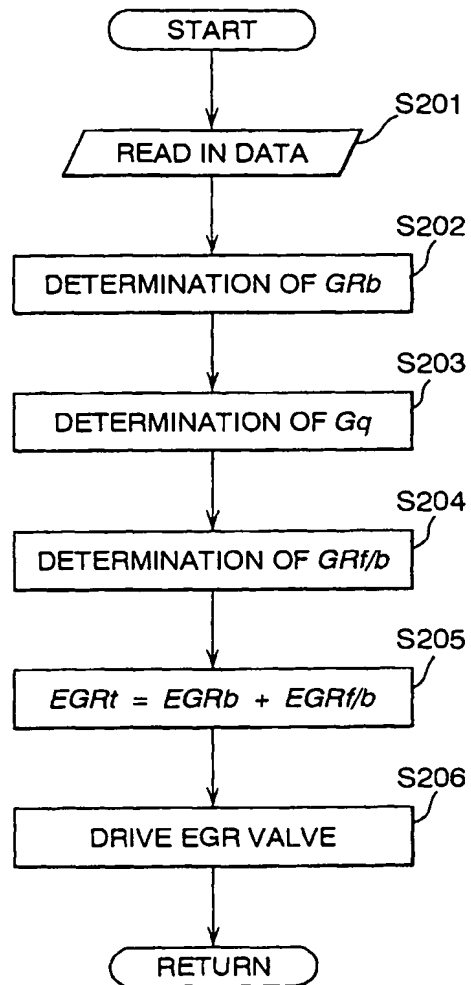 START
S201
READ IN DATA
S202
DETERMINATION OF GRb
S203
DETERMINATION OF Gq
S204
DETERMINATION OF GRf/b
S205
EGRt = EGRb + EGRf/b
S206
DRIVE EGR VALVE
RETURN